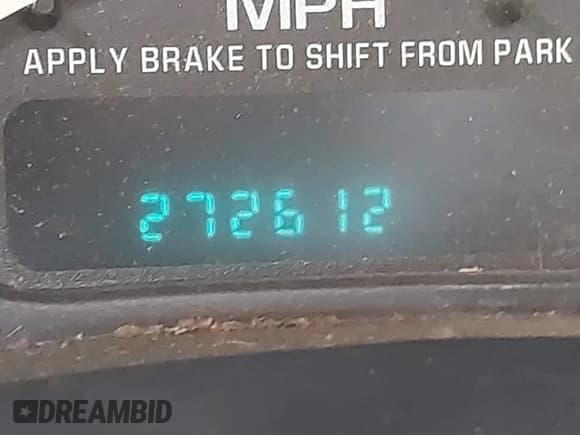 MPH
APPLY BRAKE TO SHIFT FROM PARK
272612
DREAMBID